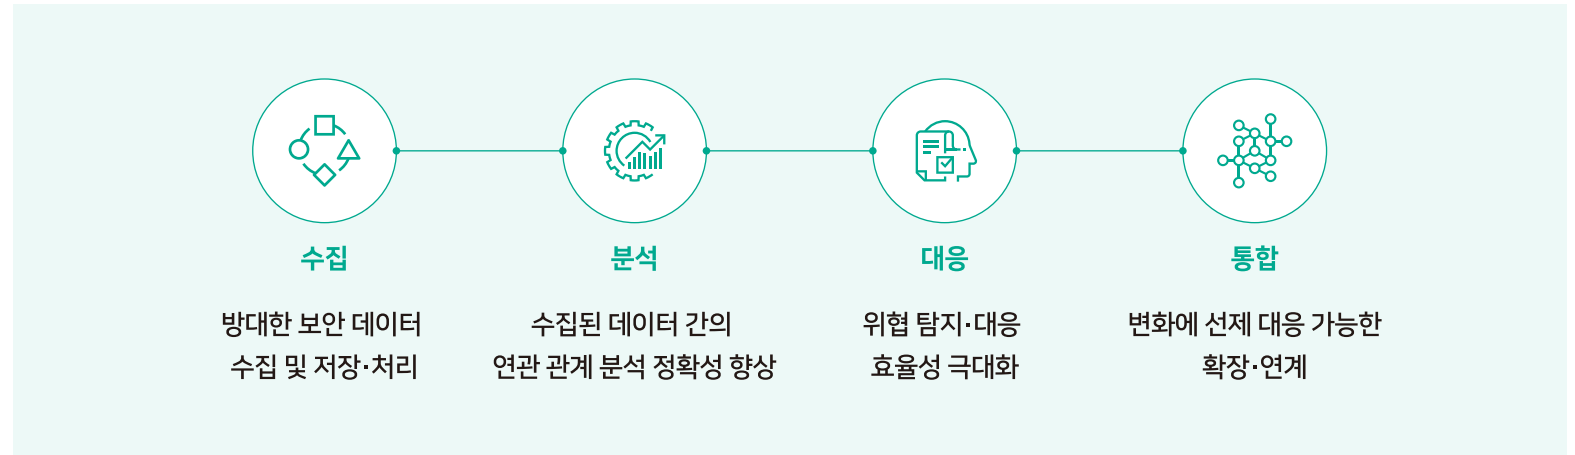 수집
방대한 보안 데이터
수집 및 저장·처리
분석
수집된 데이터 간의
연관 관계 분석 정확성 향상
대응
위협 탐지·대응
효율성 극대화
통합
변화에 선제 대응 가능한
확장·연계